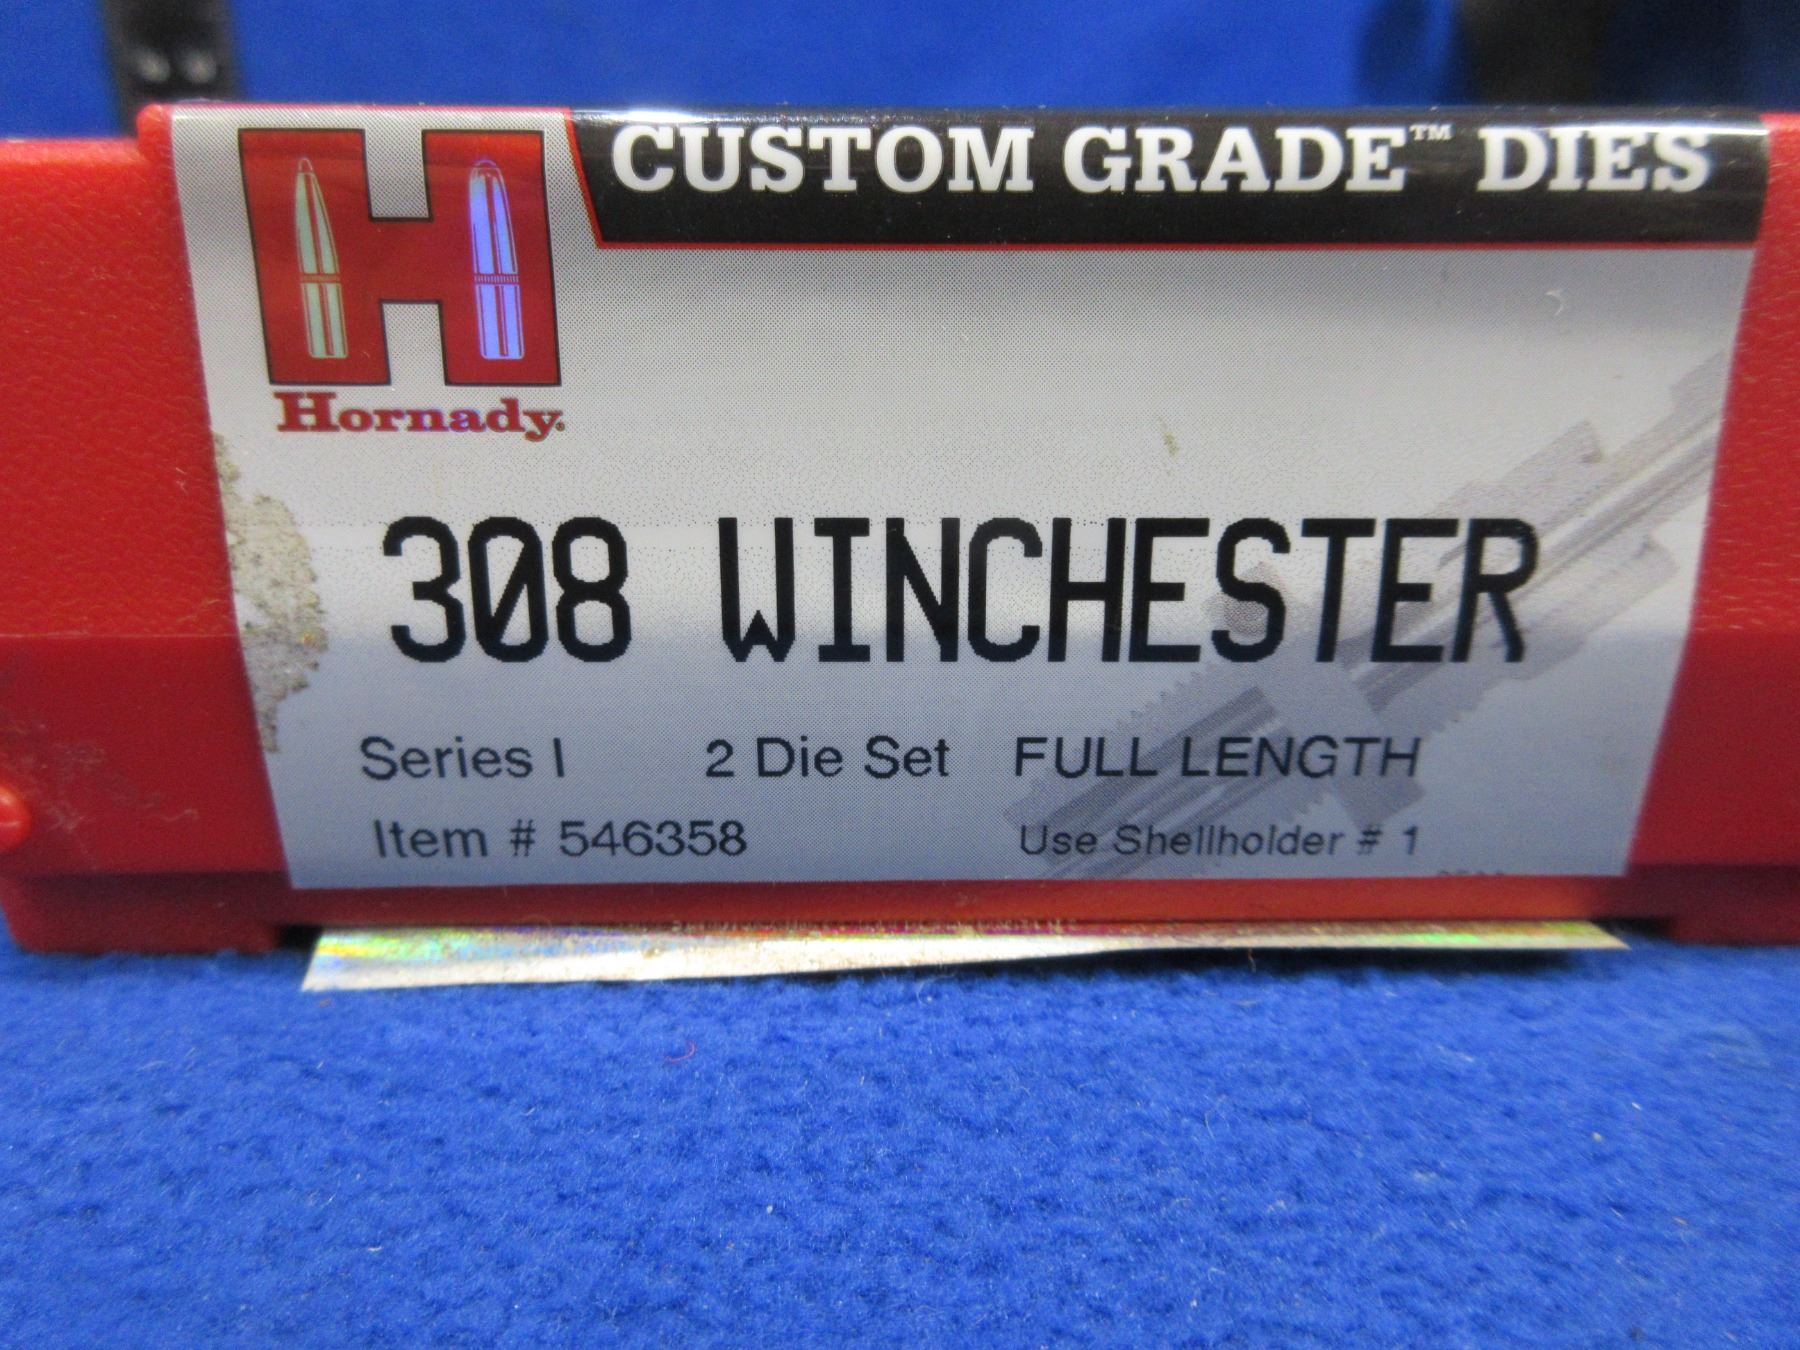 CUSTOM GRADE™ DIES
Hornady®
308 WINCHESTER
Series I 2 Die Set FULL LENGTH
Item # 546358 Use Shellholder # 1